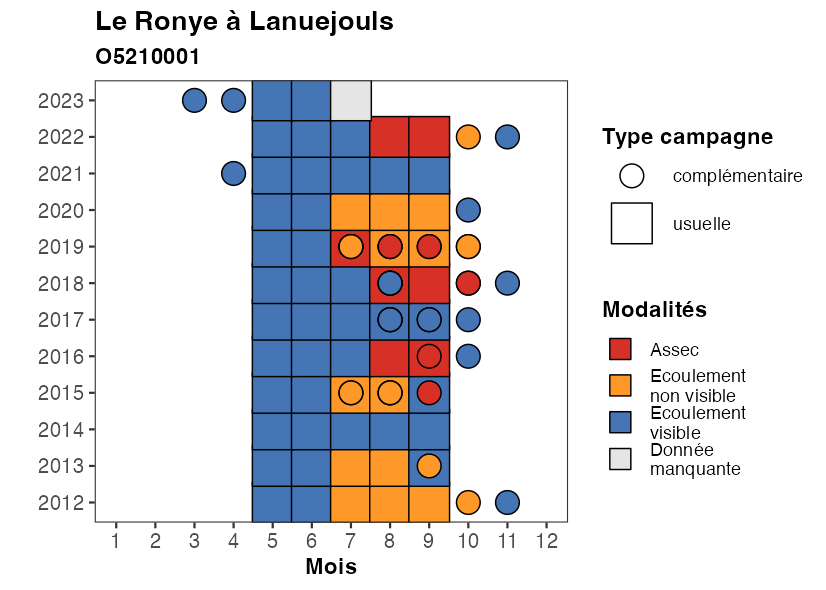 Le Ronye à Lanuejouls
O5210001
2023
2022
2021
2020
2019
2018
2017
2016
2015
2014
2013
2012
1 2 3 4 5 6 7 8 9 10 11 12
Mois
Type campagne
complémentaire
usuelle
Modalités
Assec
Ecoulement
non visible
Ecoulement
visible
Donnée
manquante